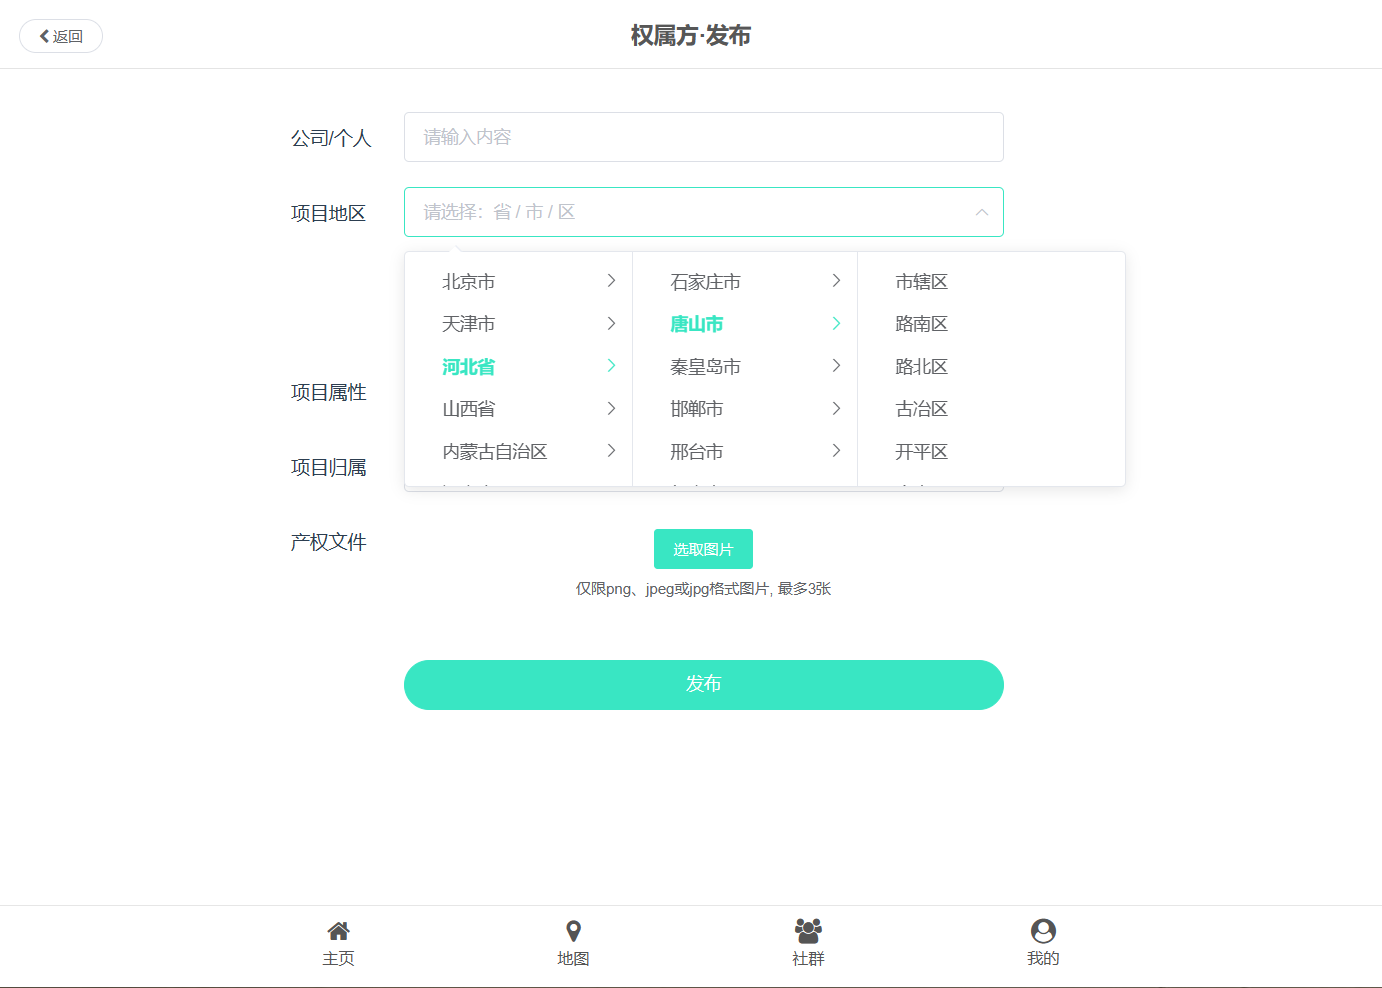 返回
权属方·发布
公司/个人
请输入内容
项目地区
请选择：省 / 市 / 区
北京市
天津市
河北省
山西省
内蒙古自治区
石家庄市
唐山市
秦皇岛市
邯郸市
邢台市
市辖区
路南区
路北区
古冶区
开平区
项目属性
项目归属
产权文件
选取图片
仅限png、jpeg或jpg格式图片, 最多3张
发布
主页
地图
社群
我的